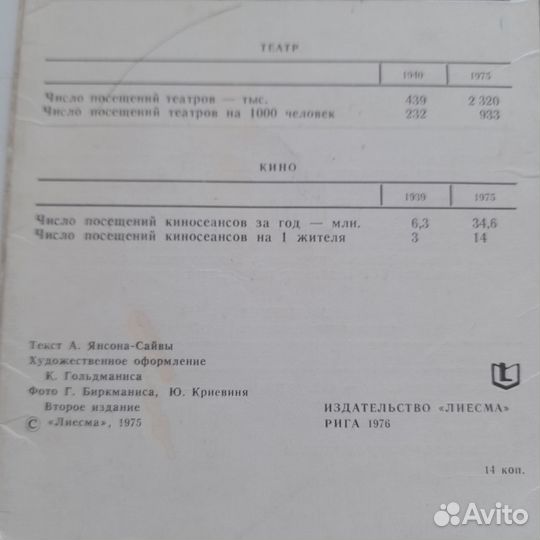 ТЕАТР
1940 1975
Число посещений театров — тыс. 439 2 320
Число посещений театров на 1000 человек 232 933
КИНО
1939 1975
Число посещений киносеансов за год — млн. 6,3 34,6
Число посещений киносеансов на 1 жителя 3 14
Текст А. Янсона-Сайвы
Художественное оформление
К. Гольдманиса
Фото Г. Биркманиса, Ю. Криевиня
Второе издание
© «Лиесма», 1975
ИЗДАТЕЛЬСТВО «ЛИЕСМА»
РИГА 1976
14 коп.
Avito